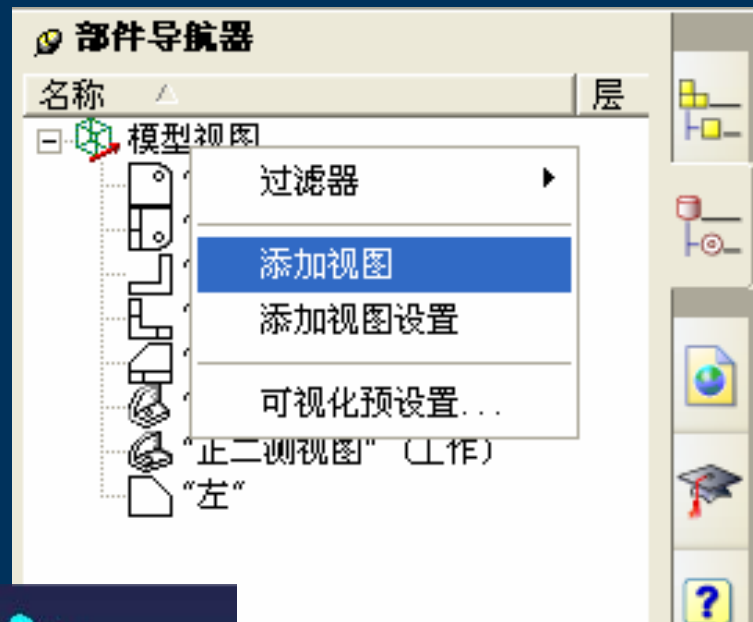 部件导航器
名称 层
模型视图
过滤器
添加视图
添加视图设置
可视化预设置...
“正二测视图” (工作)
“左”
?